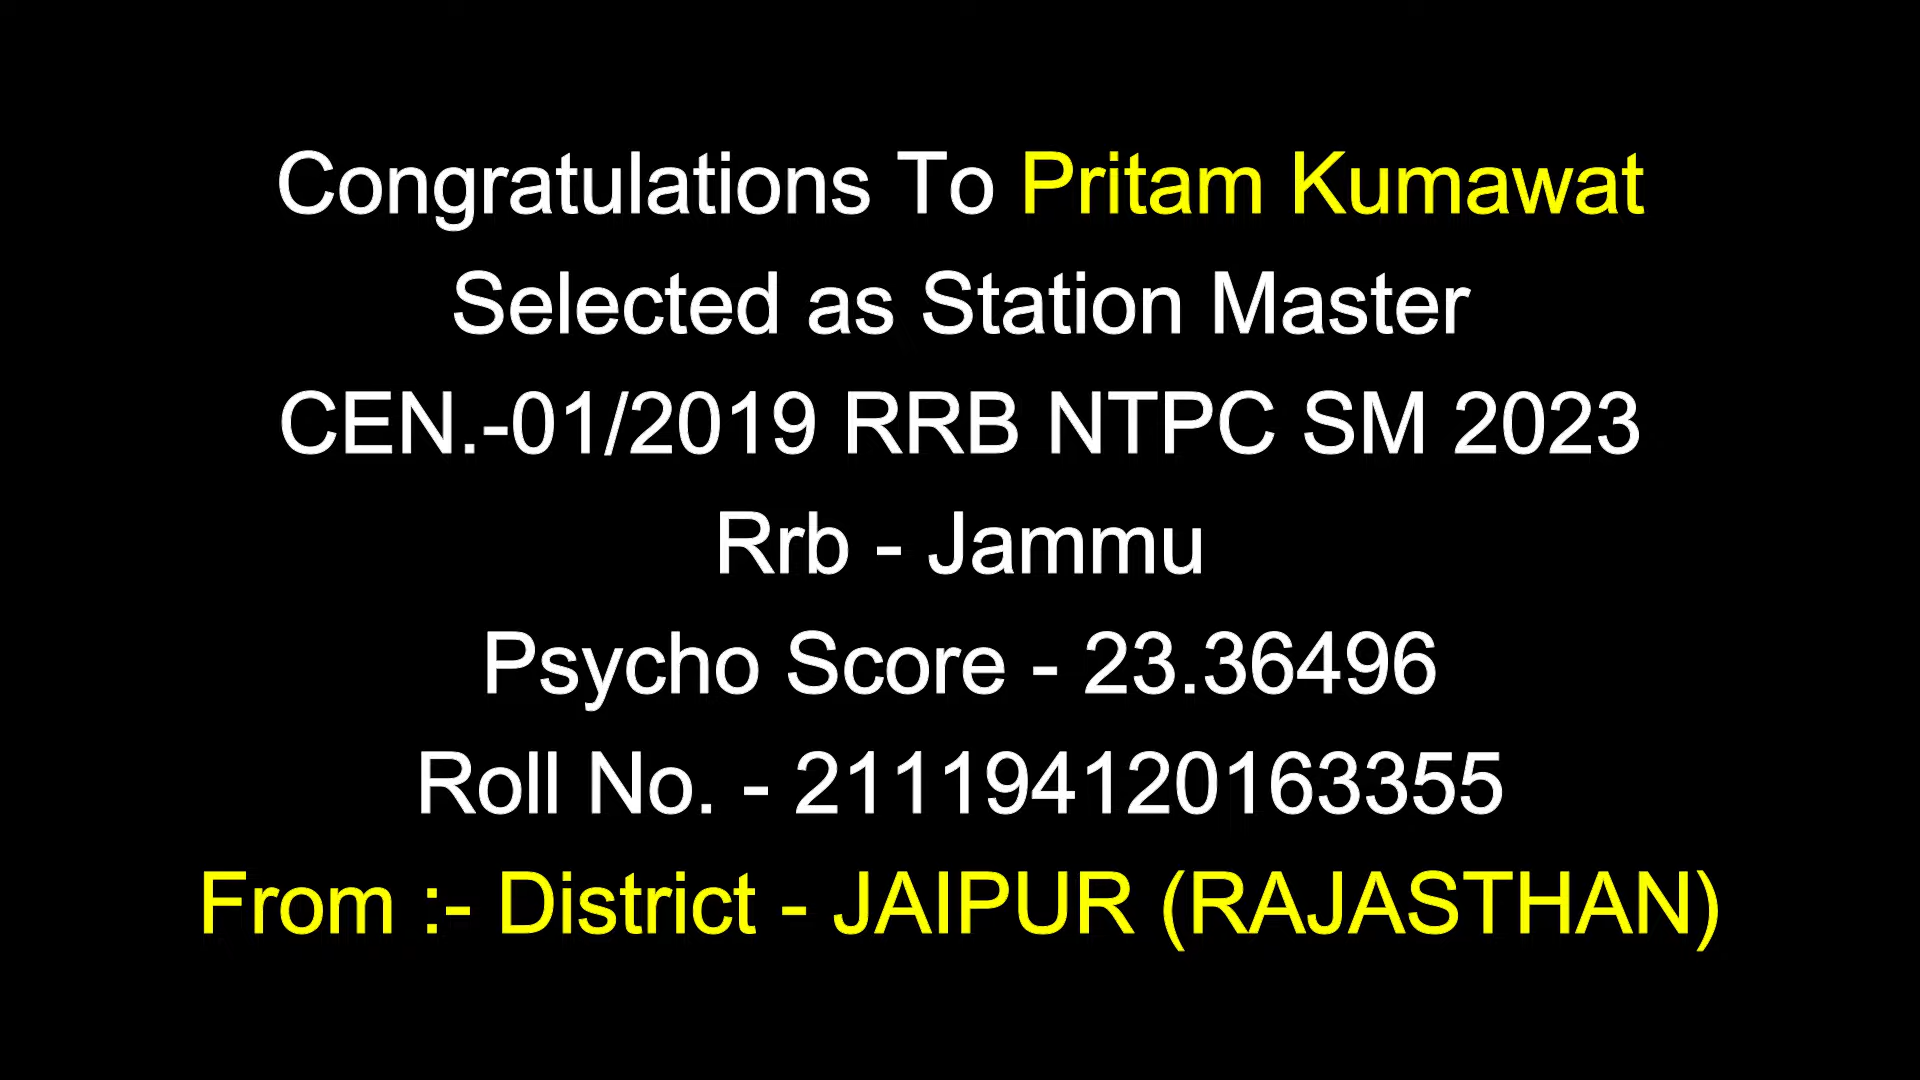 Congratulations To Pritam Kumawat
Selected as Station Master
CEN.-01/2019 RRB NTPC SM 2023
Rrb - Jammu
Psycho Score - 23.36496
Roll No. - 211194120163355
From :- District - JAIPUR (RAJASTHAN)